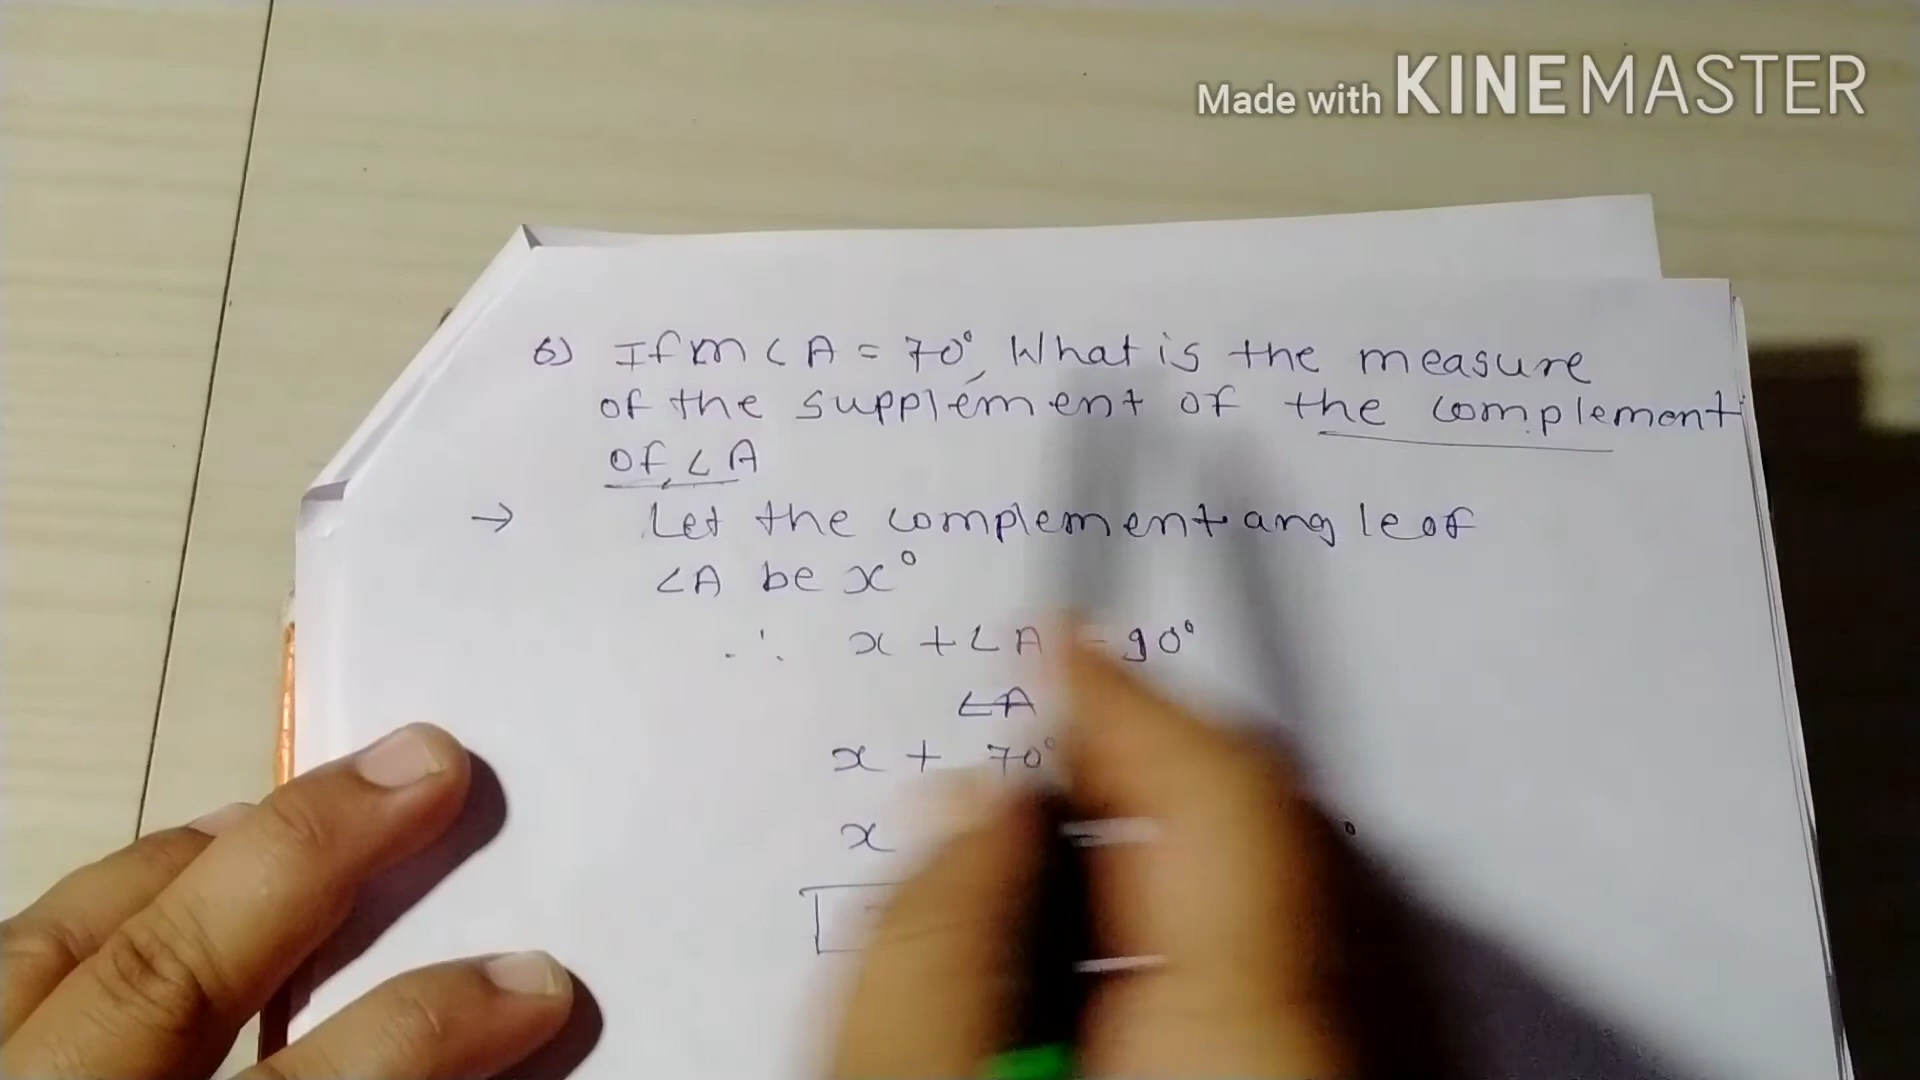 Made with KINEMASTER
6) If m ∠A = 70°, What is the measure
of the supplement of the complement
of ∠A
→ Let the complement angle of
∠A be x°
∴ x + ∠A = 90°
∠A
x + 70°
x